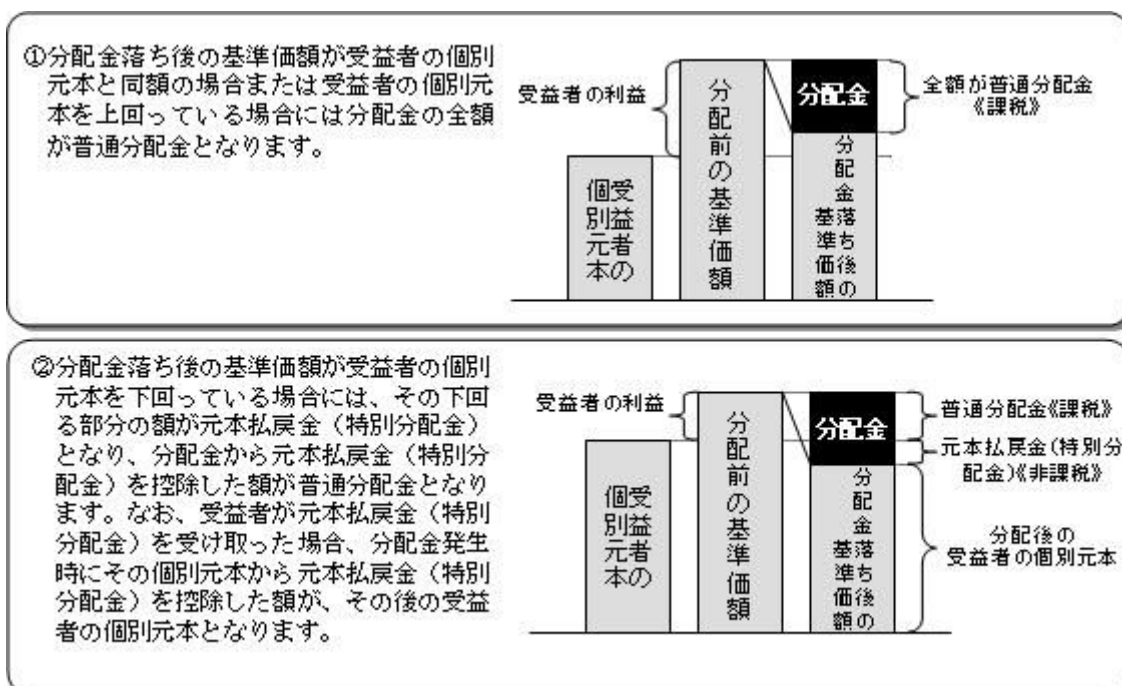 ①分配金落ち後の基準価額が受益者の個別
元本と同額の場合または受益者の個別元
本を上回っている場合には分配金の全額
が普通分配金となります。
受益者の利益
受益者の
個別元本
分配前の基準価額
分配金
分配金落ち後の
基準価額
全額が普通分配金
《課税》
②分配金落ち後の基準価額が受益者の個別
元本を下回っている場合には、その下回
る部分の額が元本払戻金（特別分配金）
となり、分配金から元本払戻金（特別分
配金）を控除した額が普通分配金となり
ます。なお、受益者が元本払戻金（特別
分配金）を受け取った場合、分配金発生
時にその個別元本から元本払戻金（特別
分配金）を控除した額が、その後の受益
者の個別元本となります。
受益者の利益
受益者の
個別元本
分配前の基準価額
分配金
分配金落ち後の
基準価額
普通分配金《課税》
元本払戻金(特別分
配金)《非課税》
分配後の
受益者の個別元本